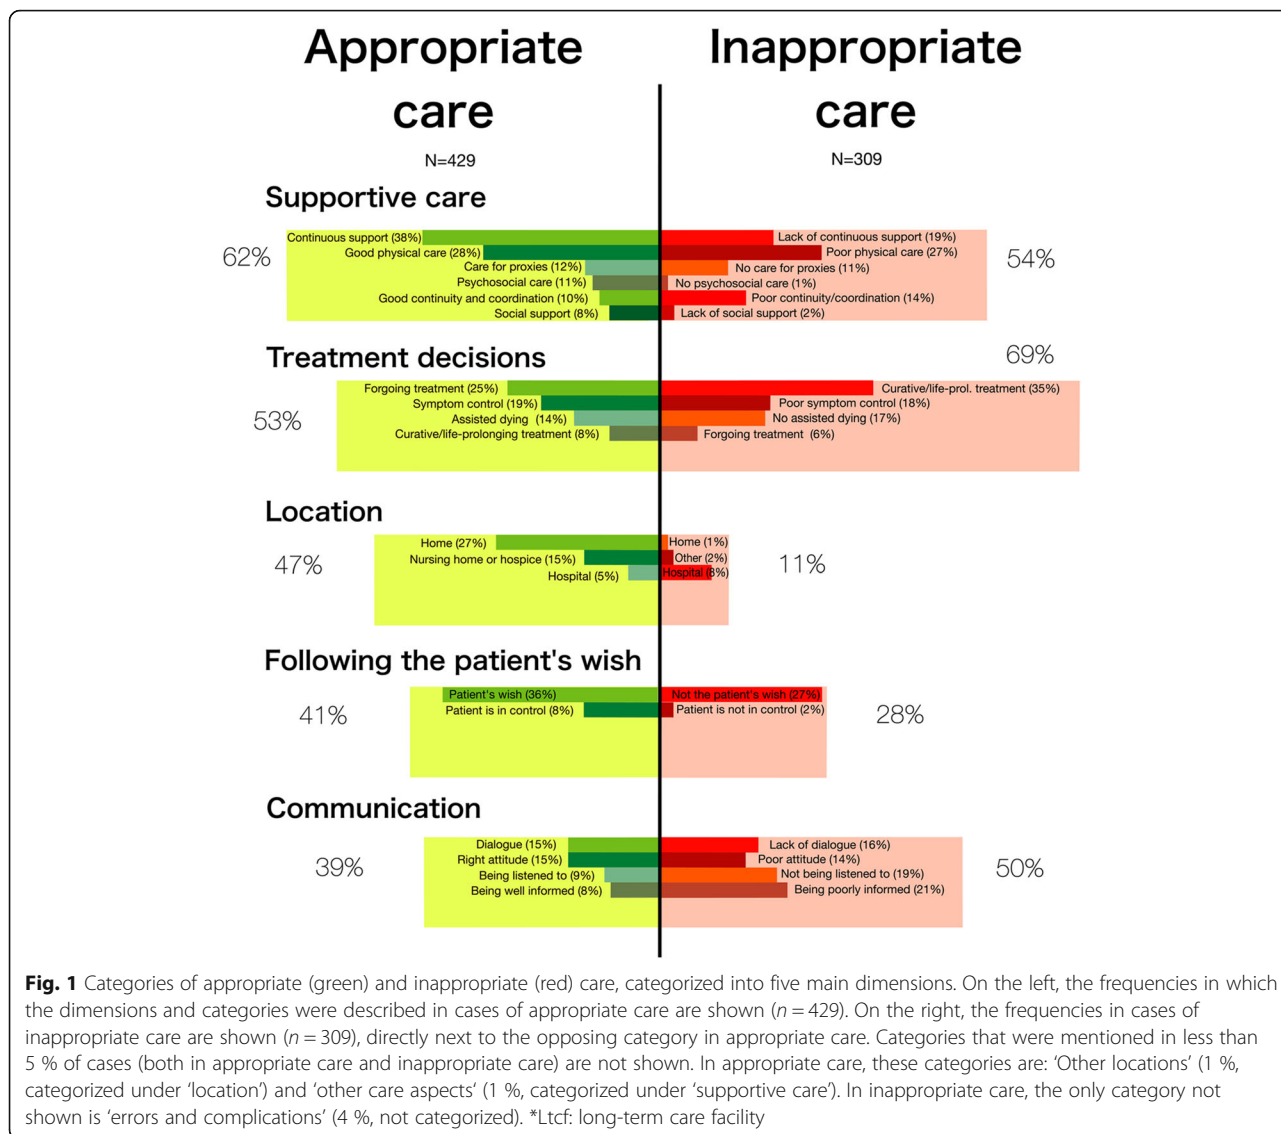 Appropriate care
N=429
Inappropriate care
N=309
Supportive care
62%
Continuous support (38%)
Good physical care (28%)
Care for proxies (12%)
Psychosocial care (11%)
Good continuity and coordination (10%)
Social support (8%)
Lack of continuous support (19%)
Poor physical care (27%)
No care for proxies (11%)
No psychosocial care (1%)
Poor continuity/coordination (14%)
Lack of social support (2%)
54%
Treatment decisions
53%
Forgoing treatment (25%)
Symptom control (19%)
Assisted dying (14%)
Curative/life-prolonging treatment (8%)
69%
Curative/life-prol. treatment (35%)
Poor symptom control (18%)
No assisted dying (17%)
Forgoing treatment (6%)
Location
47%
Home (27%)
Nursing home or hospice (15%)
Hospital (5%)
Home (1%)
Other (2%)
Hospital (8%)
11%
Following the patient's wish
41%
Patient's wish (36%)
Patient is in control (8%)
Not the patient's wish (27%)
Patient is not in control (2%)
28%
Communication
39%
Dialogue (15%)
Right attitude (15%)
Being listened to (9%)
Being well informed (8%)
Lack of dialogue (16%)
Poor attitude (14%)
Not being listened to (19%)
Being poorly informed (21%)
50%
Fig. 1 Categories of appropriate (green) and inappropriate (red) care, categorized into five main dimensions. On the left, the frequencies in which
the dimensions and categories were described in cases of appropriate care are shown (n = 429). On the right, the frequencies in cases of
inappropriate care are shown (n = 309), directly next to the opposing category in appropriate care. Categories that were mentioned in less than
5 % of cases (both in appropriate care and inappropriate care) are not shown. In appropriate care, these categories are: ‘Other locations’ (1 %,
categorized under ‘location’) and ‘other care aspects‘ (1 %, categorized under ‘supportive care’). In inappropriate care, the only category not
shown is ‘errors and complications’ (4 %, not categorized). *Ltcf: long-term care facility